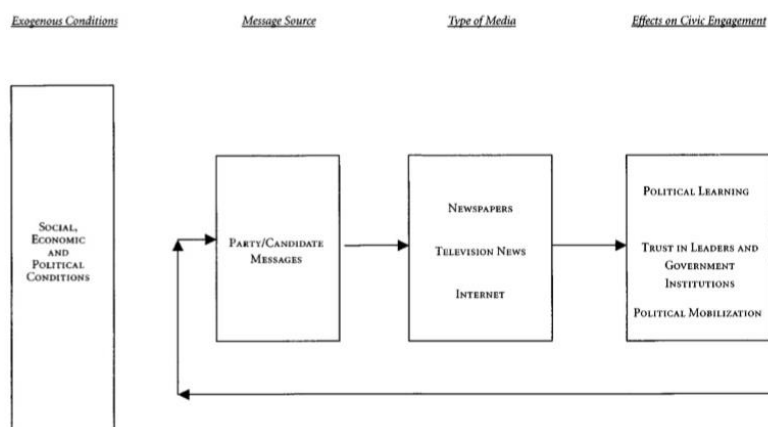 Exogenous Conditions
Message Source
Type of Media
Effects on Civic Engagement
SOCIAL,
ECONOMIC
AND
POLITICAL
CONDITIONS
PARTY/CANDIDATE
MESSAGES
NEWSPAPERS
TELEVISION NEWS
INTERNET
POLITICAL LEARNING
TRUST IN LEADERS AND
GOVERNMENT
INSTITUTIONS
POLITICAL MOBILIZATION